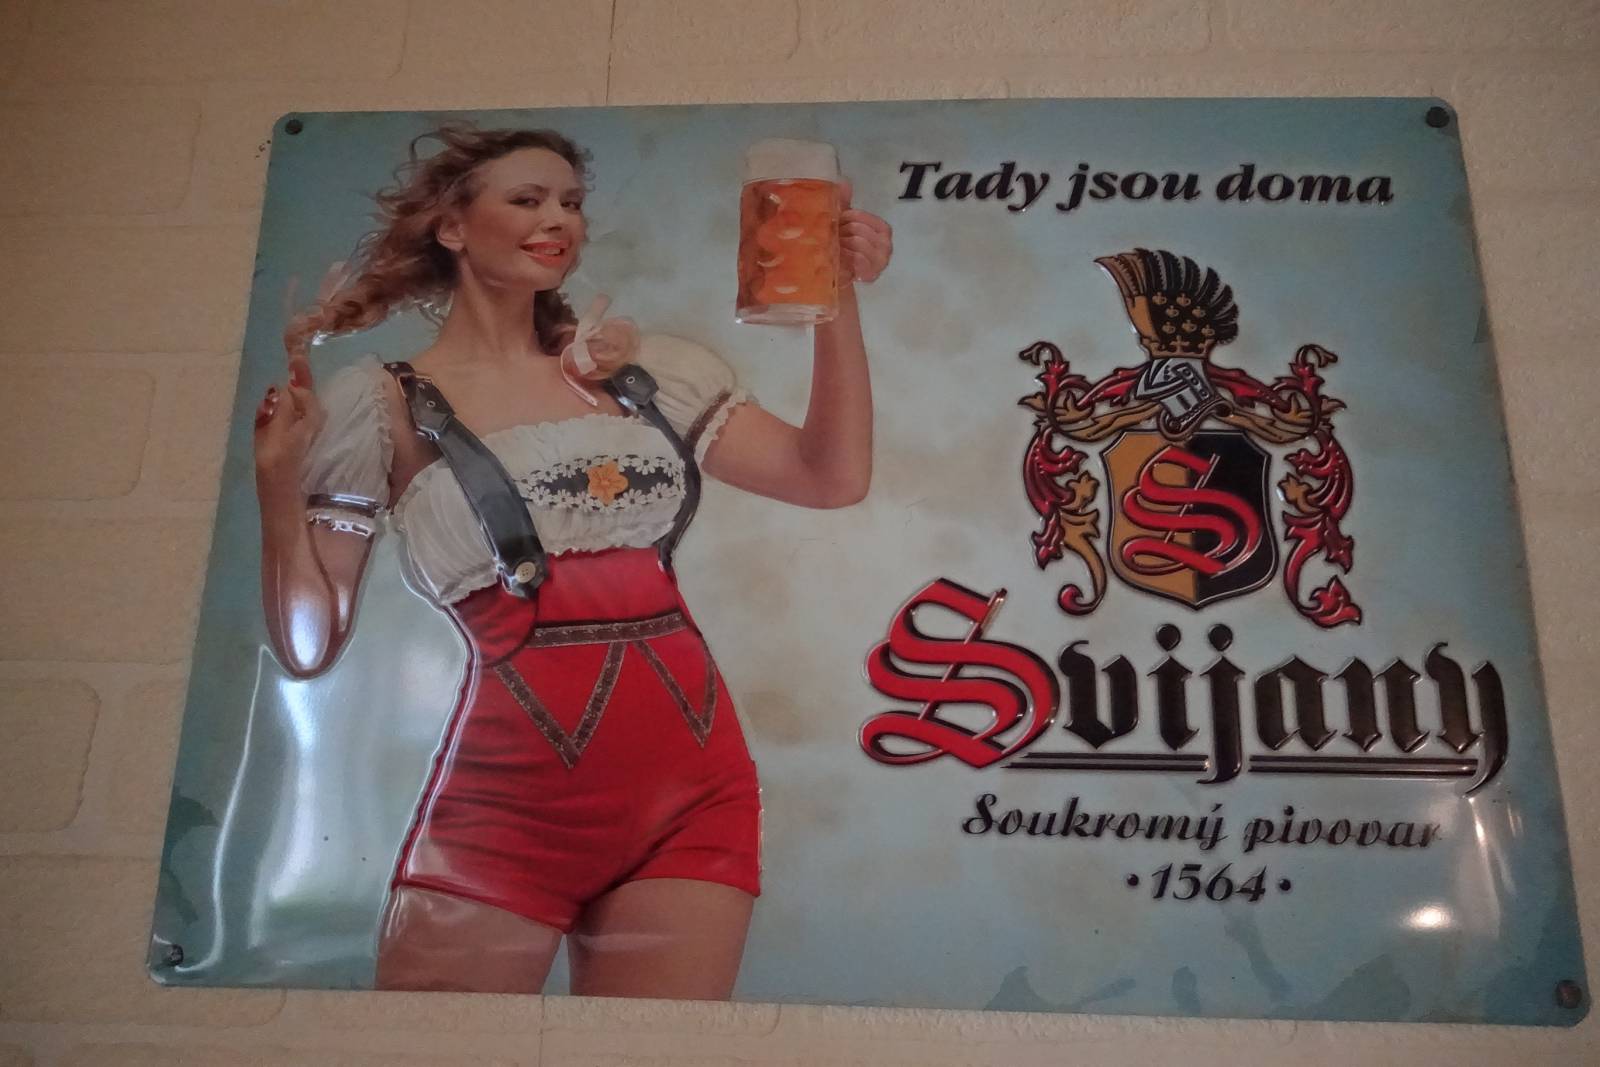 Tady jsou doma
S
Svijany
Soukromý pivovar
• 1564 •